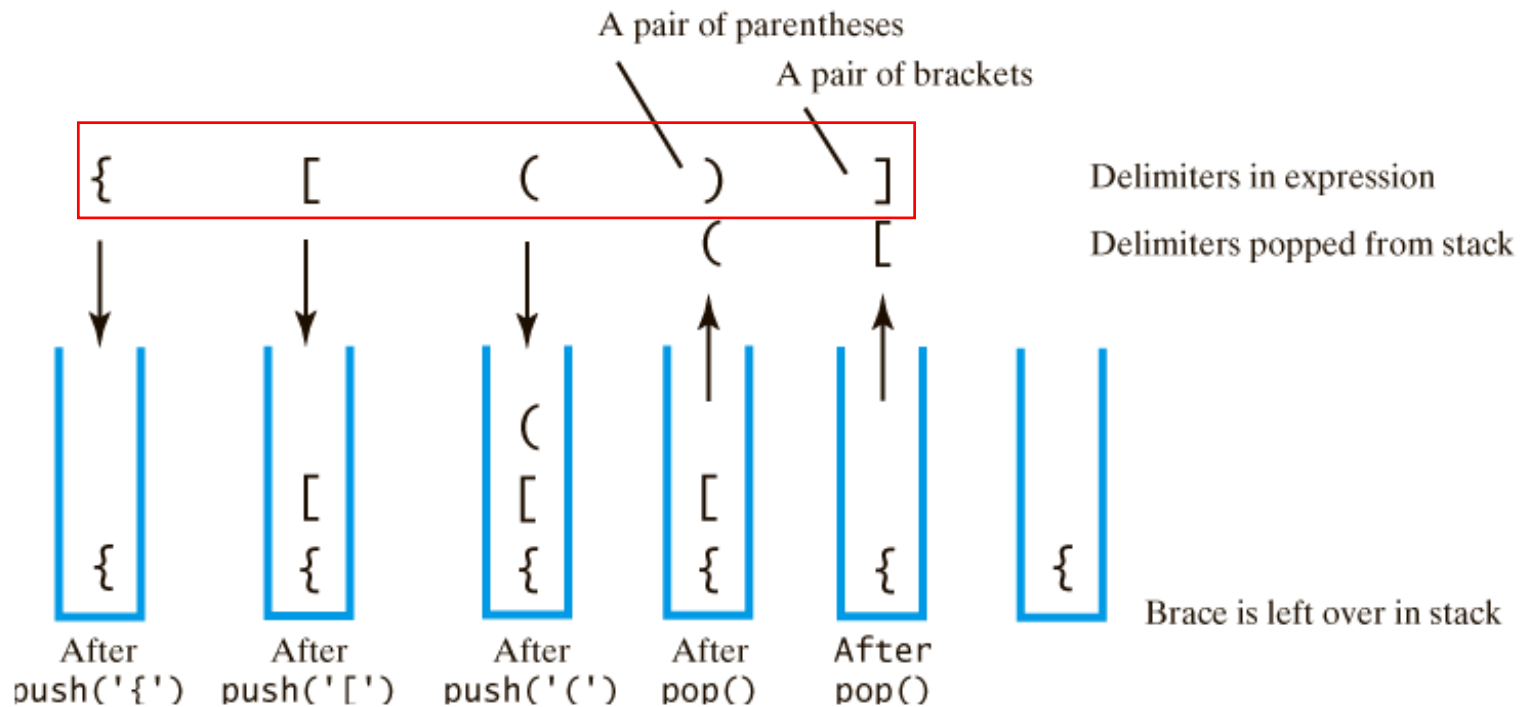 A pair of parentheses
A pair of brackets
{ [ ( ) ] Delimiters in expression
( [ Delimiters popped from stack
(
[ [ [
{ { { { { {
Brace is left over in stack
After After After After After
push('{') push('[') push('(') pop() pop()